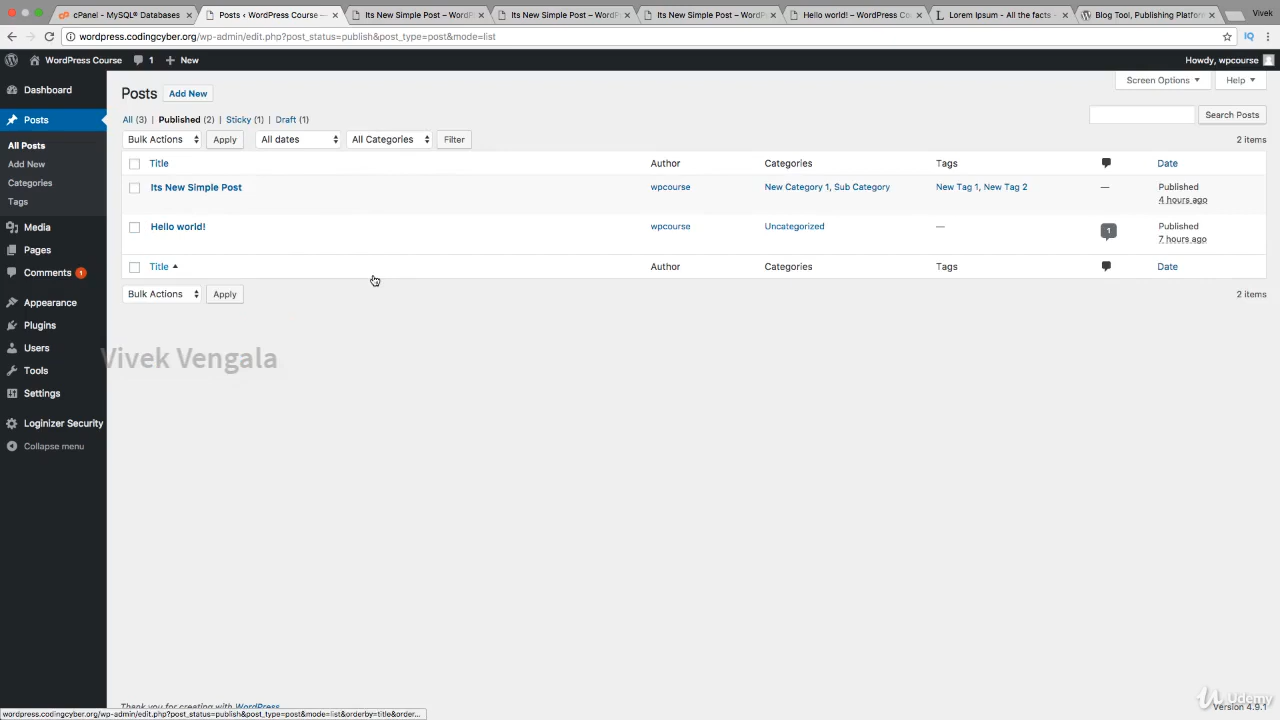 cPanel - MySQL® Databases
Posts ‹ WordPress Course —
Its New Simple Post – WordPr
Its New Simple Post – WordPr
Its New Simple Post – WordPr
Hello world! – WordPress Co
Lorem Ipsum - All the facts -
Blog Tool, Publishing Platfor
Vivek
wordpress.codingcyber.org/wp-admin/edit.php?post_status=publish&post_type=post&mode=list
IQ
WordPress Course 1 + New
Howdy, wpcourse
Dashboard
Posts
All Posts
Add New
Categories
Tags
Media
Pages
Comments 1
Appearance
Plugins
Users
Tools
Settings
Loginizer Security
Collapse menu
Screen Options
Help
Posts Add New
All (3) | Published (2) | Sticky (1) | Draft (1)
Search Posts
Bulk Actions Apply All dates All Categories Filter
2 items
Title Author Categories Tags Date
Its New Simple Post wpcourse New Category 1, Sub Category New Tag 1, New Tag 2 — Published
4 hours ago
Hello world! wpcourse Uncategorized — 1 Published
7 hours ago
Title Author Categories Tags Date
Bulk Actions Apply
2 items
Vivek Vengala
Thank you for creating with WordPress.
Version 4.9.1
wordpress.codingcyber.org/wp-admin/edit.php?post_status=publish&post_type=post&mode=list&orderby=title&order...
Udemy